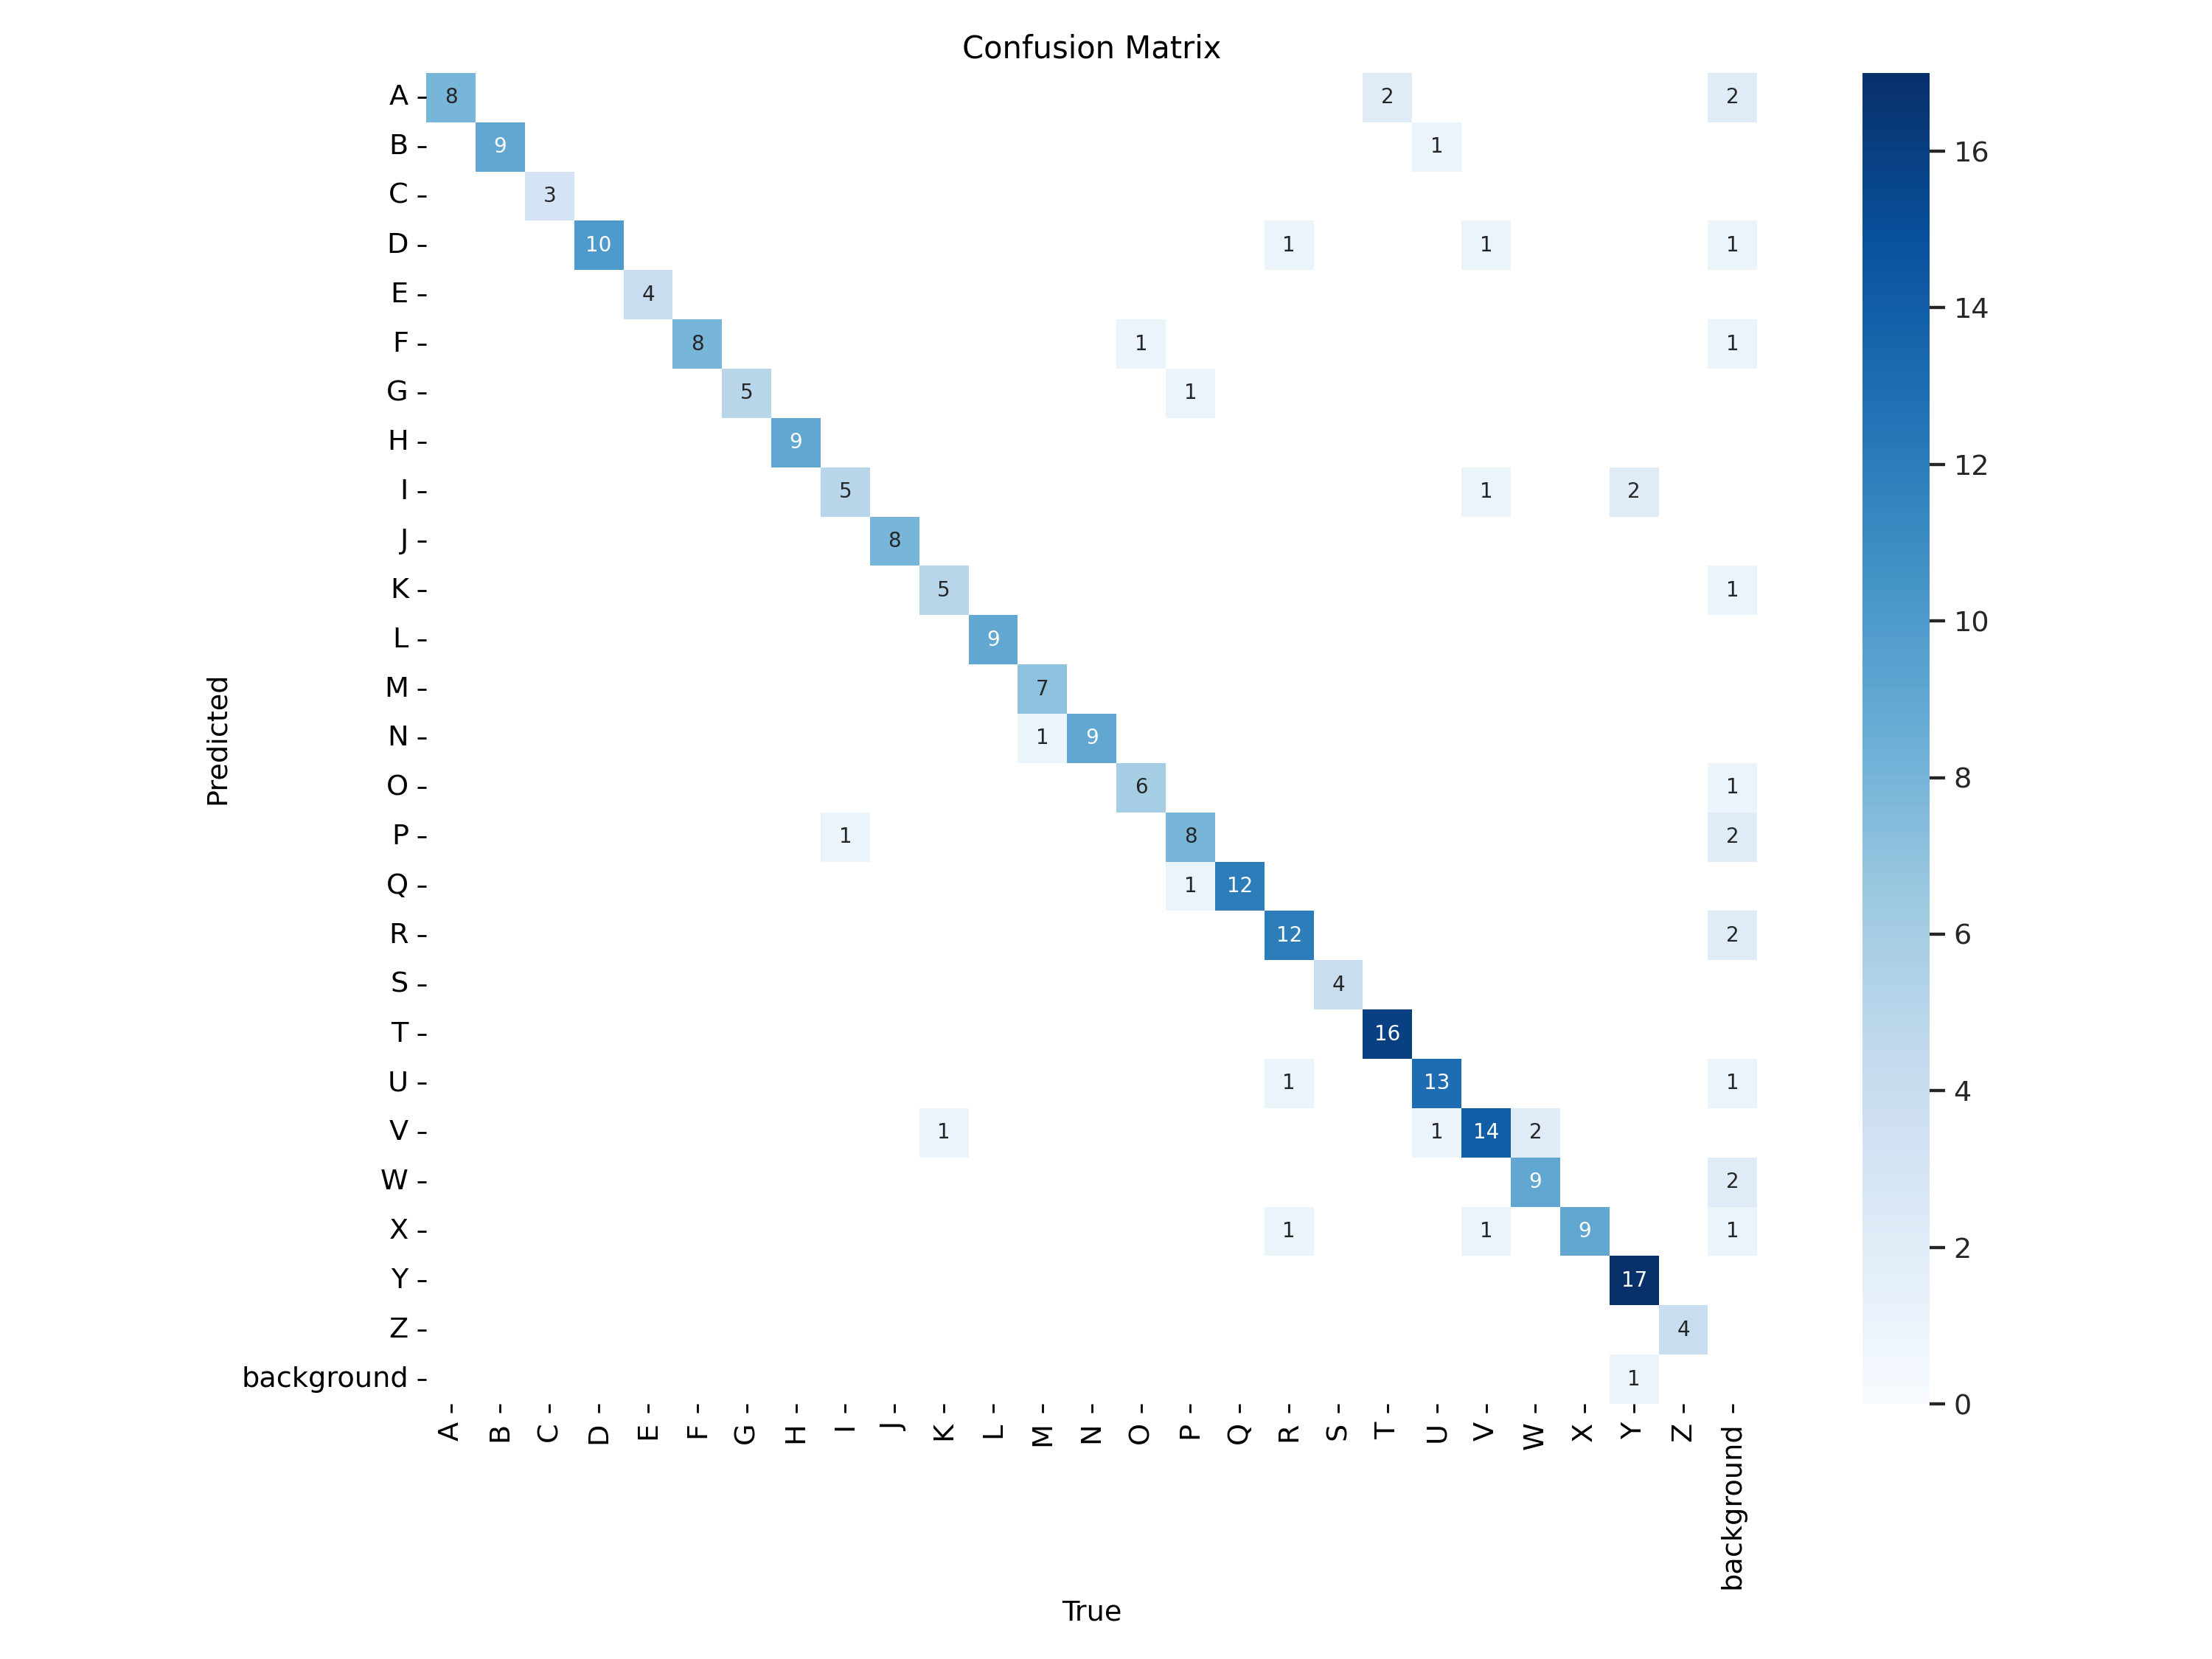 Confusion Matrix
A 8 2 2
B 9 1
C 3
D 10 1 1 1
E 4
F 8 1 1
G 5 1
H 9
I 5 1 2
J 8
K 5 1
L 9
M 7
N 1 9
O 6 1
P 1 8 2
Q 1 12
R 12 2
S 4
T 16
U 1 13 1
V 1 1 14 2
W 9 2
X 1 1 9 1
Y 17
Z 4
background 1
Predicted
A B C D E F G H I J K L M N O P Q R S T U V W X Y Z background
True
16
14
12
10
8
6
4
2
0